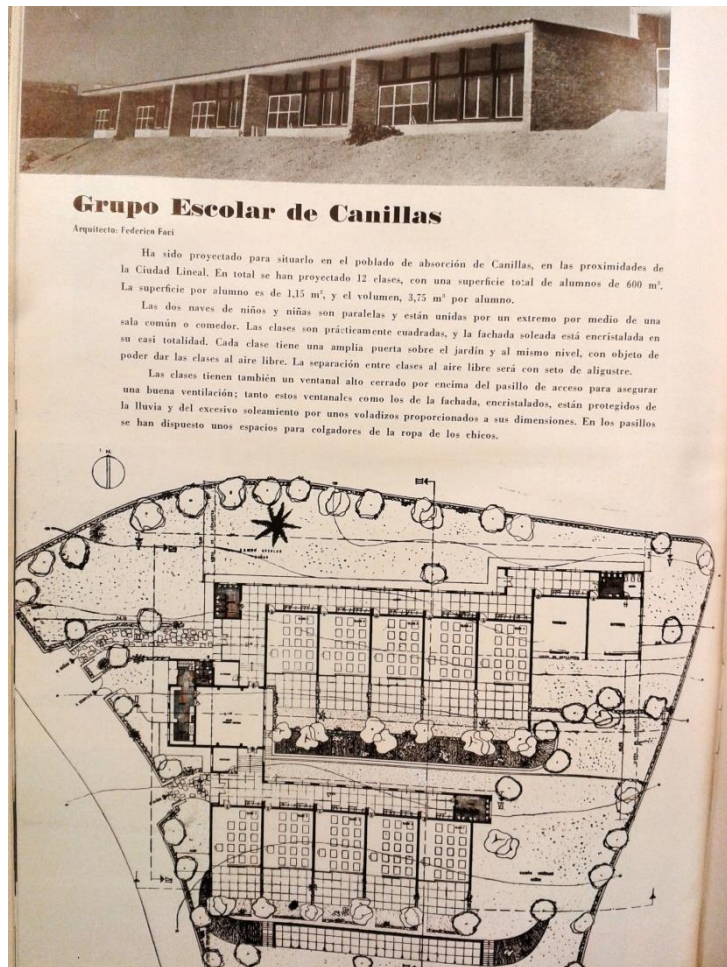 Grupo Escolar de Canillas
Arquitecto: Federico Faci
Ha sido proyectado para situarlo en el poblado de absorción de Canillas, en las proximidades de
la Ciudad Lineal. En total se han proyectado 12 clases, con una superficie total de alumnos de 600 m².
La superficie por alumno es de 1,15 m², y el volumen, 3,75 m³ por alumno.
Las dos naves de niños y niñas son paralelas y están unidas por un extremo por medio de una
sala común o comedor. Las clases son prácticamente cuadradas, y la fachada soleada está encristalada en
su casi totalidad. Cada clase tiene una amplia puerta sobre el jardín y al mismo nivel, con objeto de
poder dar las clases al aire libre. La separación entre clases al aire libre será con seto de aligustre.
Las clases tienen también un ventanal alto cerrado por encima del pasillo de acceso para asegurar
una buena ventilación; tanto estos ventanales como los de la fachada, encristalados, están protegidos de
la lluvia y del excesivo soleamiento por unos voladizos proporcionados a sus dimensiones. En los pasillos
se han dispuesto unos espacios para colgadores de la ropa de los chicos.
N.